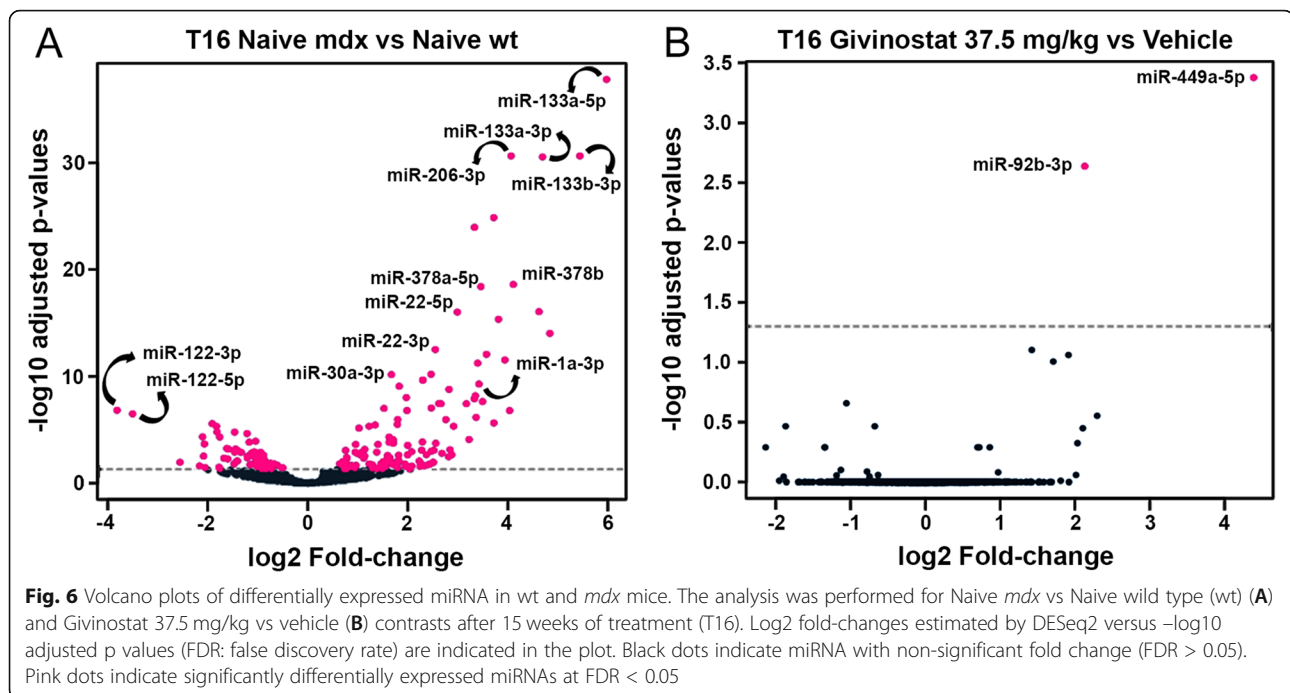 A
T16 Naive mdx vs Naive wt
-log10 adjusted p-values
30
20
10
0
miR-133a-5p
miR-133a-3p
miR-206-3p
miR-133b-3p
miR-378a-5p
miR-378b
miR-22-5p
miR-22-3p
miR-1a-3p
miR-30a-3p
miR-122-3p
miR-122-5p
-4 -2 0 2 4 6
log2 Fold-change
B
T16 Givinostat 37.5 mg/kg vs Vehicle
-log10 adjusted p-values
3.5
3.0
2.5
2.0
1.5
1.0
0.5
0.0
miR-449a-5p
miR-92b-3p
-2 -1 0 1 2 3 4
log2 Fold-change
Fig. 6 Volcano plots of differentially expressed miRNA in wt and mdx mice. The analysis was performed for Naive mdx vs Naive wild type (wt) (A)
and Givinostat 37.5 mg/kg vs vehicle (B) contrasts after 15 weeks of treatment (T16). Log2 fold-changes estimated by DESeq2 versus –log10
adjusted p values (FDR: false discovery rate) are indicated in the plot. Black dots indicate miRNA with non-significant fold change (FDR > 0.05).
Pink dots indicate significantly differentially expressed miRNAs at FDR < 0.05